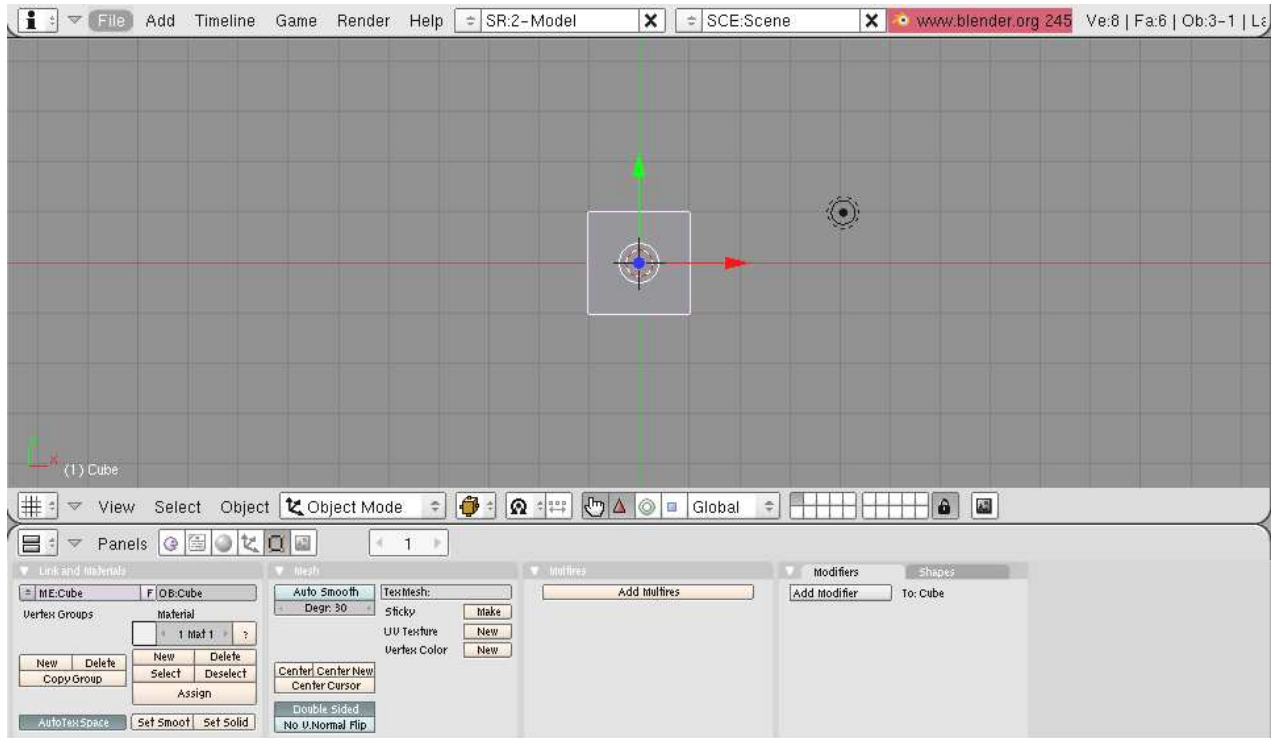 File Add Timeline Game Render Help SR:2-Model X SCE:Scene X www.blender.org 245 Ve:8 | Fa:6 | Ob:3-1 | La
(1) Cube
View Select Object Object Mode Global
Panels 1
Link and Materials Mesh Multires Modifiers Shapes
ME:Cube F OB:Cube Auto Smooth TexMesh: Add Multires Add Modifier To: Cube
Vertex Groups Material Degr: 30 Sticky Make
1 Mat 1 ? UV Texture New
New Delete Vertex Color New
New Delete Select Deselect Center Center New
Copy Group Assign Center Cursor
Double Sided
AutoTexSpace Set Smoot Set Solid No V.Normal Flip